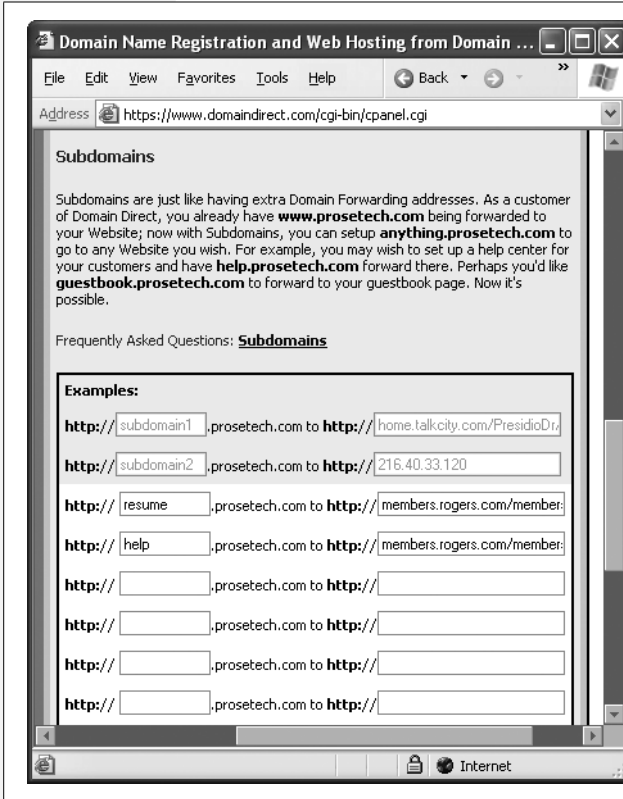 Domain Name Registration and Web Hosting from Domain ...
File Edit View Favorites Tools Help Back »
Address https://www.domaindirect.com/cgi-bin/cpanel.cgi
Subdomains
Subdomains are just like having extra Domain Forwarding addresses. As a customer
of Domain Direct, you already have www.prosetech.com being forwarded to
your Website; now with Subdomains, you can setup anything.prosetech.com to
go to any Website you wish. For example, you may wish to set up a help center for
your customers and have help.prosetech.com forward there. Perhaps you'd like
guestbook.prosetech.com to forward to your guestbook page. Now it's
possible.
Frequently Asked Questions: Subdomains
Examples:
http:// subdomain1 .prosetech.com to http:// home.talkcity.com/PresidioDr/
http:// subdomain2 .prosetech.com to http:// 216.40.33.120
http:// resume .prosetech.com to http:// members.rogers.com/member
http:// help .prosetech.com to http:// members.rogers.com/member
http:// .prosetech.com to http://
http:// .prosetech.com to http://
http:// .prosetech.com to http://
http:// .prosetech.com to http://
Internet